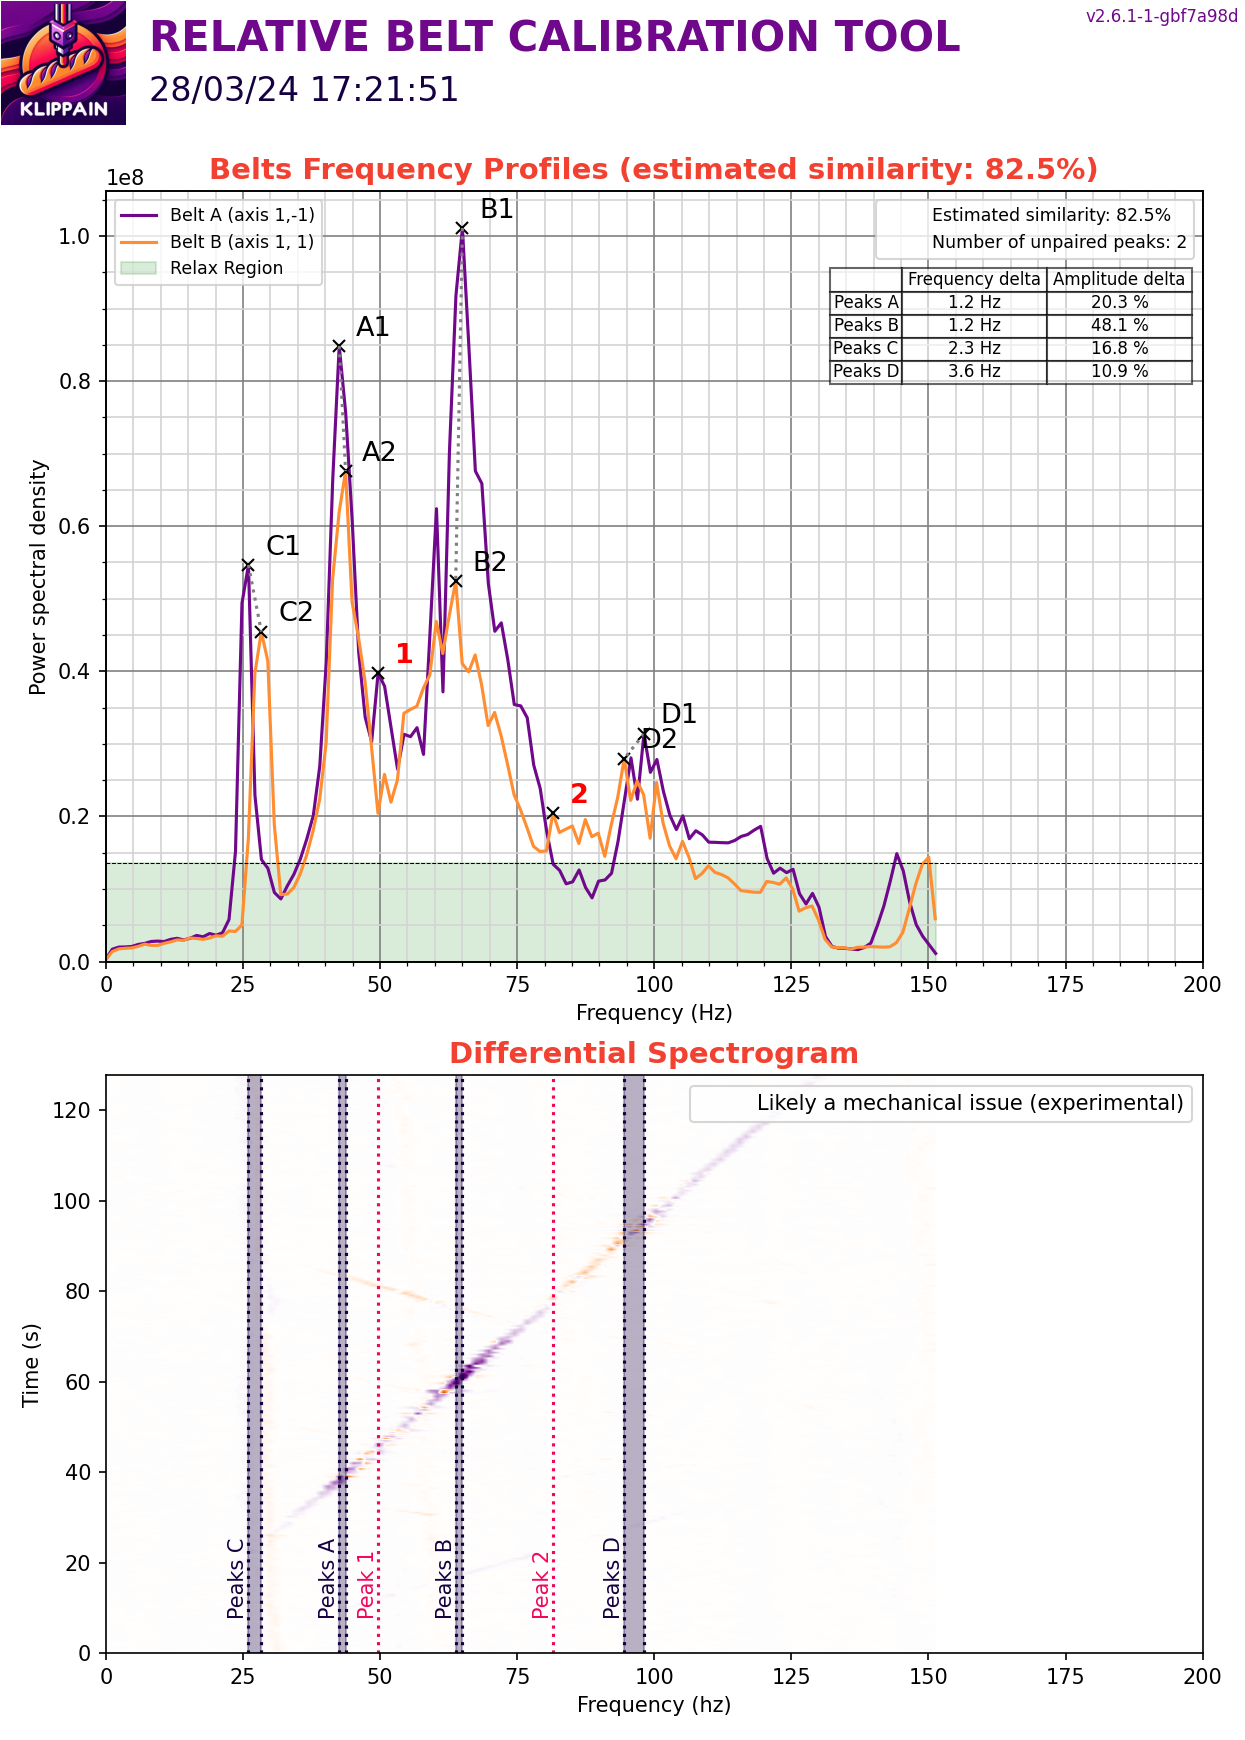 v2.6.1-1-gbf7a98d
RELATIVE BELT CALIBRATION TOOL
28/03/24 17:21:51
KLIPPAIN
Belts Frequency Profiles (estimated similarity: 82.5%)
1e8
Belt A (axis 1,-1)
Belt B (axis 1, 1)
Relax Region
Estimated similarity: 82.5%
Number of unpaired peaks: 2
Frequency delta Amplitude delta
Peaks A 1.2 Hz 20.3 %
Peaks B 1.2 Hz 48.1 %
Peaks C 2.3 Hz 16.8 %
Peaks D 3.6 Hz 10.9 %
B1
A1
A2
C1
B2
C2
1
D1
D2
2
1.0
0.8
0.6
0.4
0.2
0.0
Power spectral density
0 25 50 75 100 125 150 175 200
Frequency (Hz)
Differential Spectrogram
Likely a mechanical issue (experimental)
120
100
80
60
40
20
0
Time (s)
Peaks C
Peaks A
Peak 1
Peaks B
Peak 2
Peaks D
0 25 50 75 100 125 150 175 200
Frequency (hz)